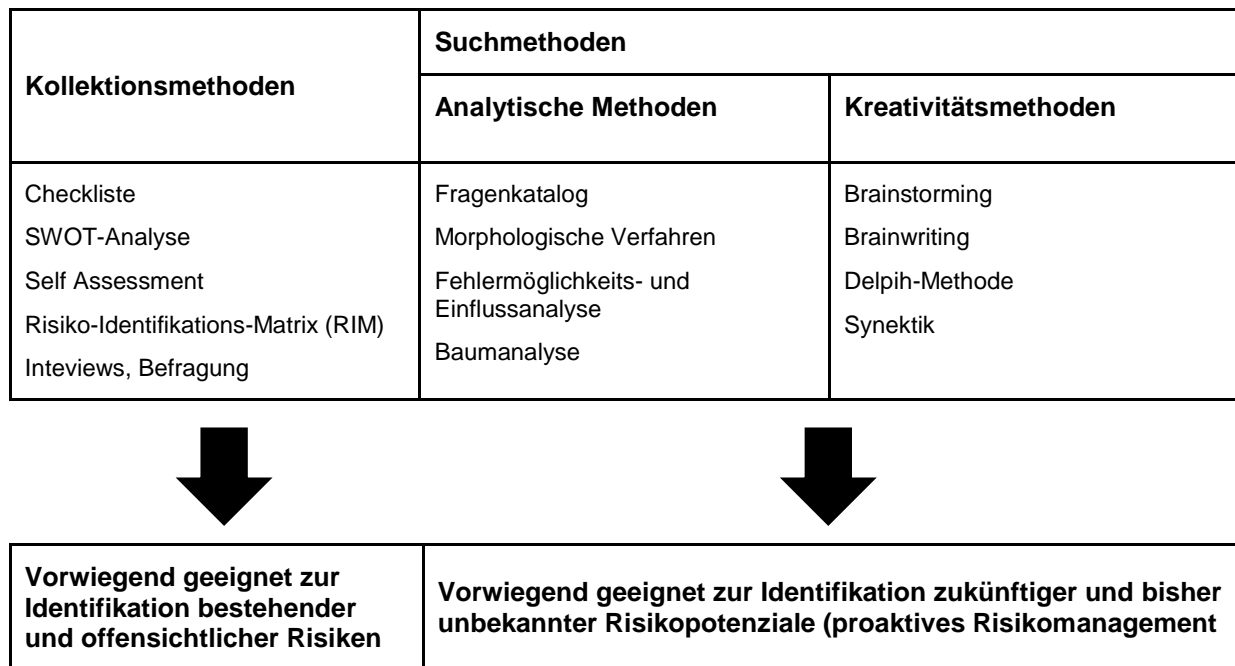 Kollektionsmethoden
Suchmethoden
Analytische Methoden
Kreativitätsmethoden
Checkliste
SWOT-Analyse
Self Assessment
Risiko-Identifikations-Matrix (RIM)
Inteviews, Befragung
Fragenkatalog
Morphologische Verfahren
Fehlermöglichkeits- und
Einflussanalyse
Baumanalyse
Brainstorming
Brainwriting
Delpih-Methode
Synektik
Vorwiegend geeignet zur
Identifikation bestehender
und offensichtlicher Risiken
Vorwiegend geeignet zur Identifikation zukünftiger und bisher
unbekannter Risikopotenziale (proaktives Risikomanagement